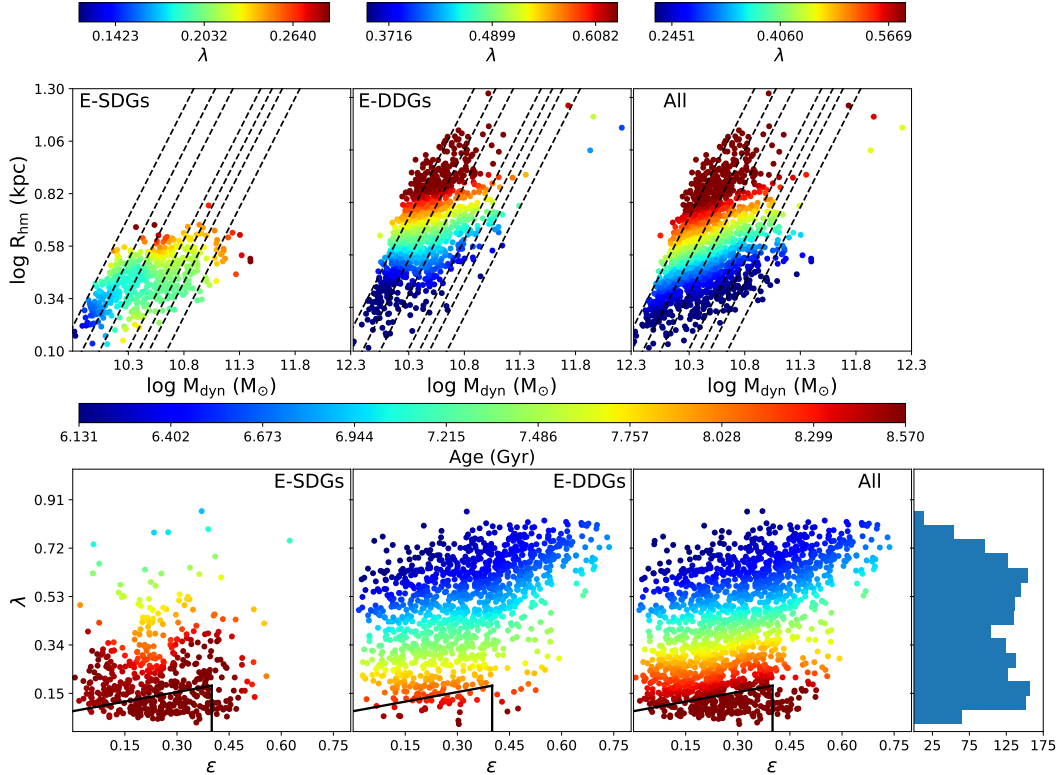 0.1423 0.2032 0.2640 0.3716 0.4899 0.6082 0.2451 0.4060 0.5669
λ λ λ
E-SDGs E-DDGs All
1.30
1.06
0.82
0.58
0.34
0.10
log R_hm (kpc)
10.3 10.8 11.3 11.8 12.3 10.3 10.8 11.3 11.8 12.3 10.3 10.8 11.3 11.8 12.3
log M_dyn (M_⊙) log M_dyn (M_⊙) log M_dyn (M_⊙)
6.131 6.402 6.673 6.944 7.215 7.486 7.757 8.028 8.299 8.570
Age (Gyr)
E-SDGs E-DDGs All
0.91
0.72
0.53
0.34
0.15
λ
0.15 0.30 0.45 0.60 0.75 0.15 0.30 0.45 0.60 0.75 0.15 0.30 0.45 0.60 0.75 25 75 125 175
ε ε ε